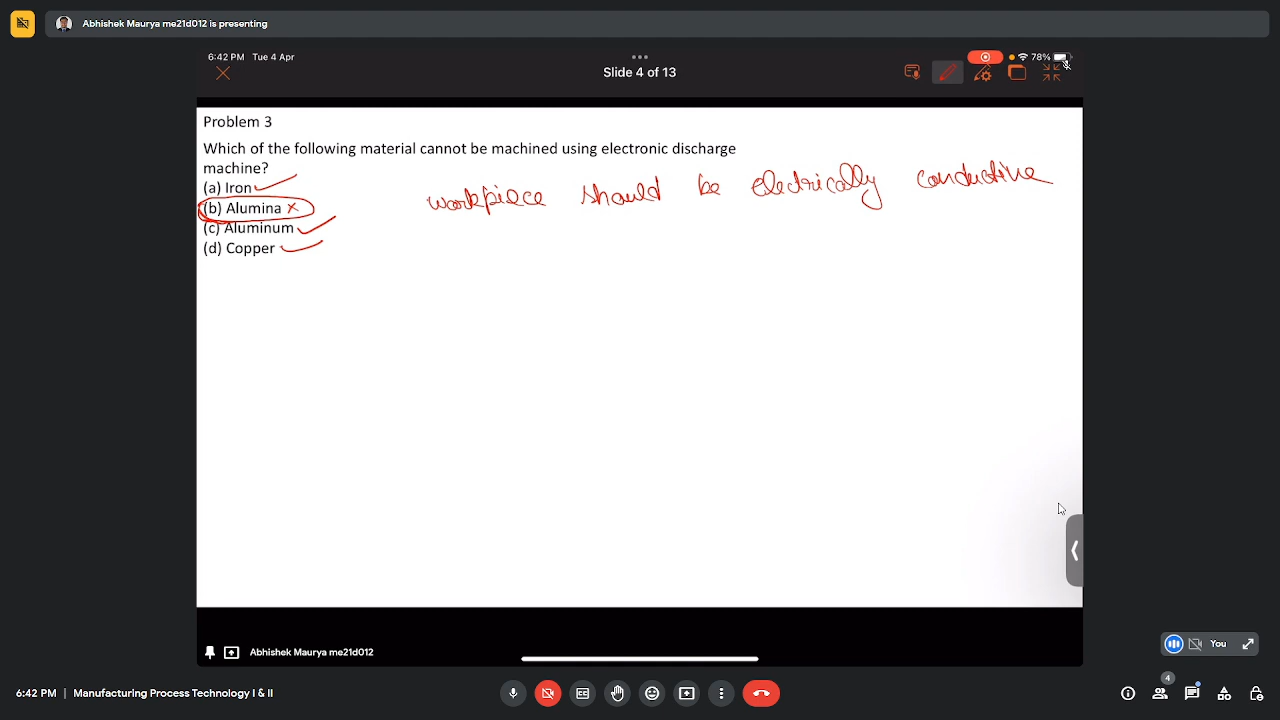 Abhishek Maurya me21d012 is presenting
6:42 PM Tue 4 Apr
78%
Slide 4 of 13
Problem 3
Which of the following material cannot be machined using electronic discharge
machine?
(a) Iron
(b) Alumina
(c) Aluminum
(d) Copper
workpiece should be electrically conductive
Abhishek Maurya me21d012
You
4
6:42 PM | Manufacturing Process Technology I & II